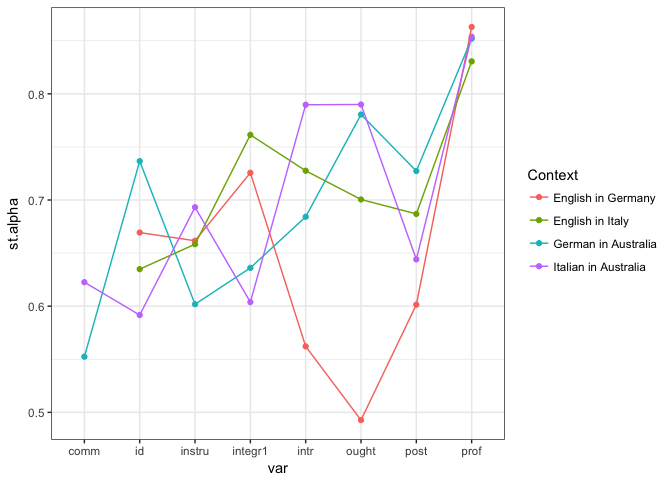 st.alpha
0.8
0.7
0.6
0.5
comm id instru integr1 intr ought post prof
var
Context
English in Germany
English in Italy
German in Australia
Italian in Australia